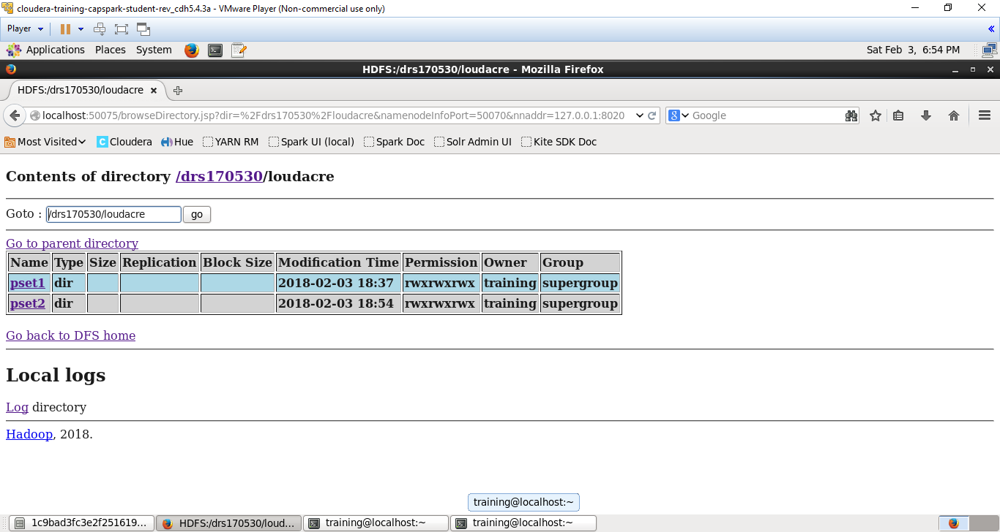 cloudera-training-capspark-student-rev_cdh5.4.3a - VMware Player (Non-commercial use only)
Player
Applications Places System Sat Feb 3, 6:54 PM
HDFS:/drs170530/loudacre - Mozilla Firefox
HDFS:/drs170530/loudacre
localhost:50075/browseDirectory.jsp?dir=%2Fdrs170530%2Floudacre&namenodeInfoPort=50070&nnaddr=127.0.0.1:8020 8 Google
Most Visited C Cloudera Hue YARN RM Spark UI (local) Spark Doc Solr Admin UI Kite SDK Doc
Contents of directory /drs170530/loudacre
Goto : /drs170530/loudacre go
Go to parent directory
Name Type Size Replication Block Size Modification Time Permission Owner Group
pset1 dir 2018-02-03 18:37 rwxrwxrwx training supergroup
pset2 dir 2018-02-03 18:54 rwxrwxrwx training supergroup
Go back to DFS home
Local logs
Log directory
Hadoop, 2018.
training@localhost:~
1c9bad3fc3e2f251619... HDFS:/drs170530/loud... training@localhost:~ training@localhost:~